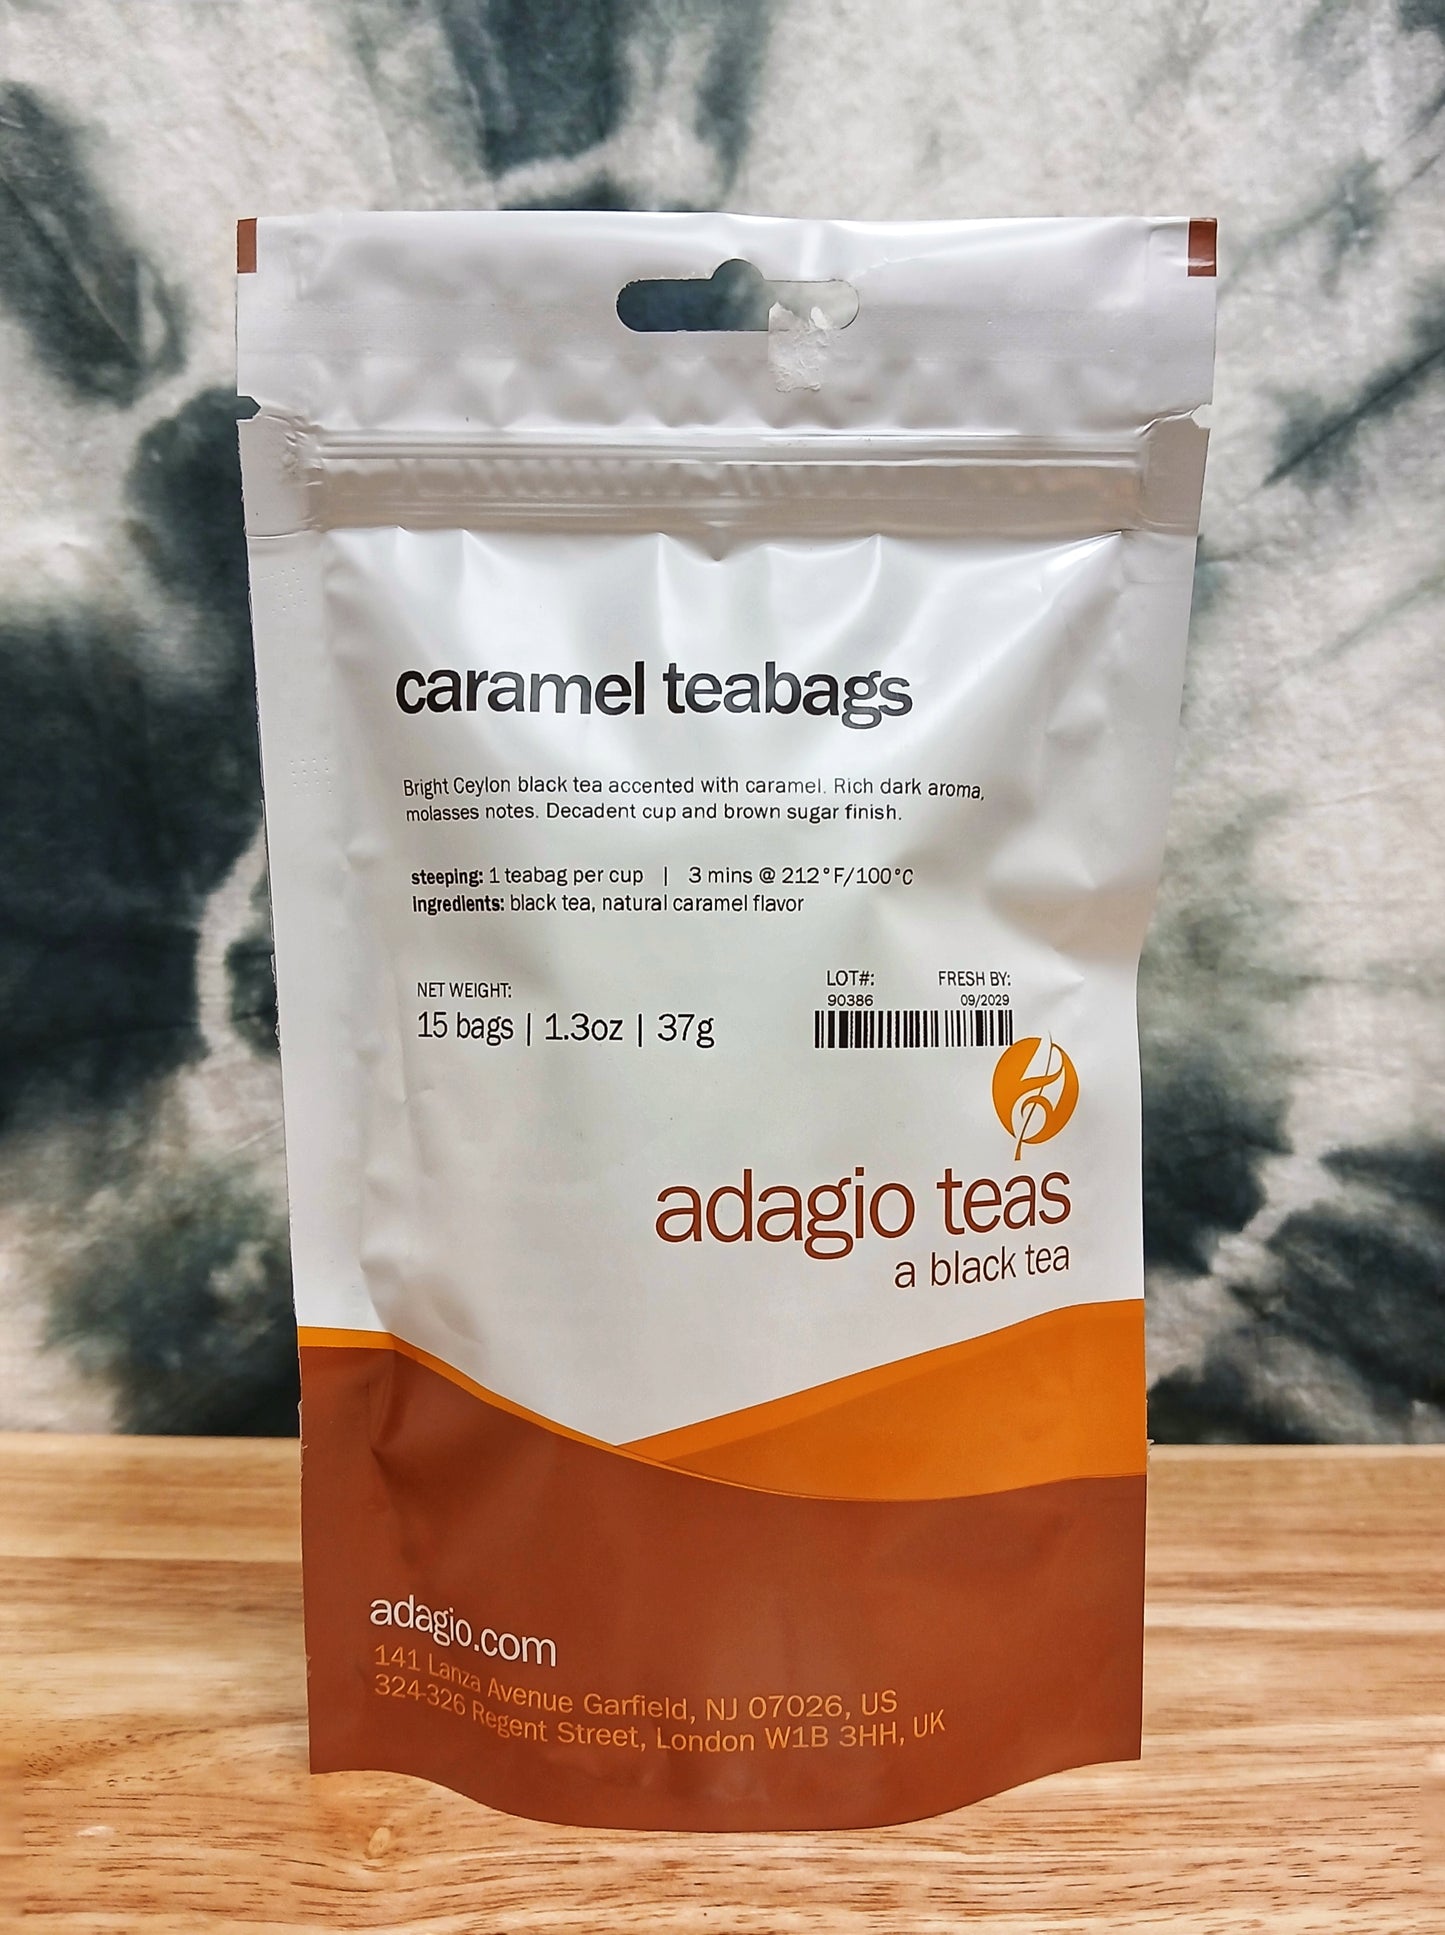 caramel teabags
Bright Ceylon black tea accented with caramel. Rich dark aroma,
molasses notes. Decadent cup and brown sugar finish.
steeping: 1 teabag per cup | 3 mins @ 212°F/100°C
ingredients: black tea, natural caramel flavor
NET WEIGHT:
15 bags | 1.3oz | 37g
LOT#: FRESH BY:
90386 09/2029
adagio teas
a black tea
adagio.com
141 Lanza Avenue Garfield, NJ 07026, US
324-326 Regent Street, London W1B 3HH, UK